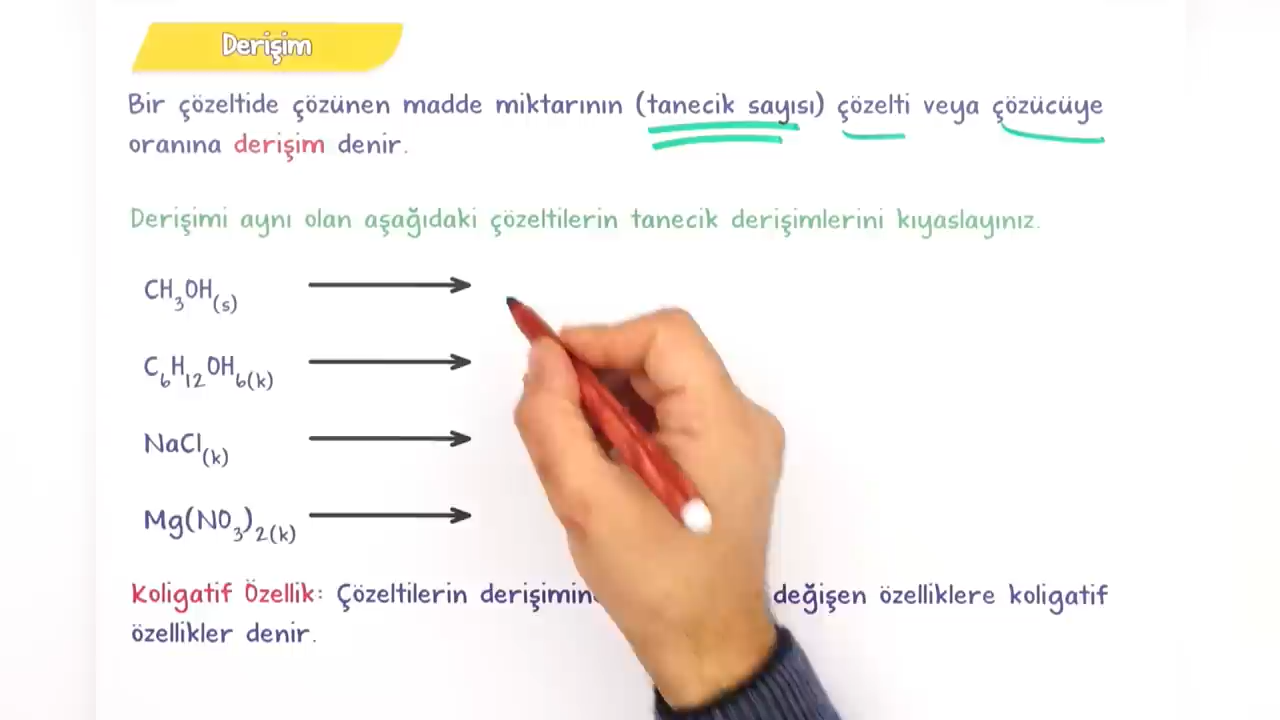 Derişim
Bir çözeltide çözünen madde miktarının (tanecik sayısı) çözelti veya çözücüye
oranına derişim denir.
Derişimi aynı olan aşağıdaki çözeltilerin tanecik derişimlerini kıyaslayınız.
CH₃OH₍s₎
C₆H₁₂OH₆₍k₎
NaCl₍k₎
Mg(NO₃)₂₍k₎
Koligatif Özellik: Çözeltilerin değişen özelliklere koligatif
özellikler denir.